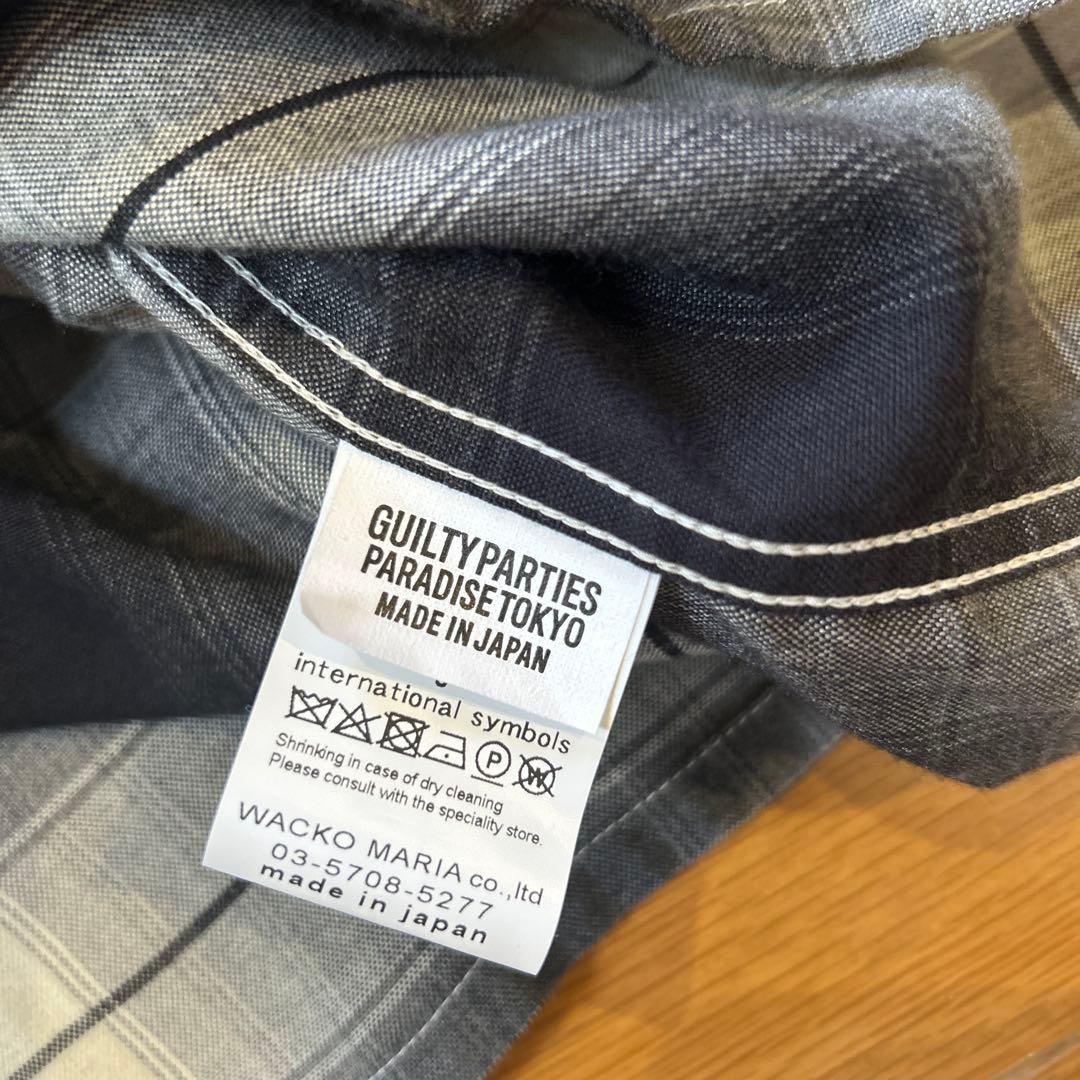 GUILTY PARTIES
PARADISE TOKYO
MADE IN JAPAN
international symbols
P
W
Shrinking in case of dry cleaning
Please consult with the speciality store.
WACKO MARIA co.,ltd
03-5708-5277
made in japan